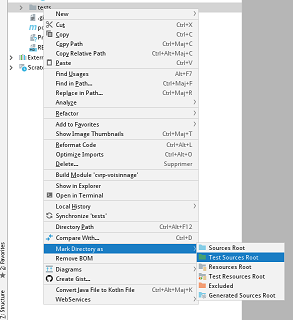 tests
New
Cut
Ctrl+X
Copy
Ctrl+C
Copy Path
Ctrl+Maj+C
Copy Relative Path
Ctrl+Alt+Maj+C
Paste
Ctrl+V
Find Usages
Alt+F7
Find in Path...
Ctrl+Maj+F
Replace in Path...
Ctrl+Maj+R
Analyze
Refactor
Add to Favorites
Show Image Thumbnails
Ctrl+Maj+T
Reformat Code
Ctrl+Alt+L
Optimize Imports
Ctrl+Alt+O
Delete...
Supprimer
Build Module 'cvrp-voisinnage'
Show in Explorer
Open in Terminal
Local History
Synchronize 'tests'
Directory Path
Ctrl+Alt+F12
Compare With...
Ctrl+D
Mark Directory as
Sources Root
Test Sources Root
Resources Root
Test Resources Root
Excluded
Generated Sources Root
Remove BOM
Diagrams
Create Gist...
Convert Java File to Kotlin File
Ctrl+Alt+Maj+K
WebServices
Extern
Scratc
2: Favorites
Z: Structure